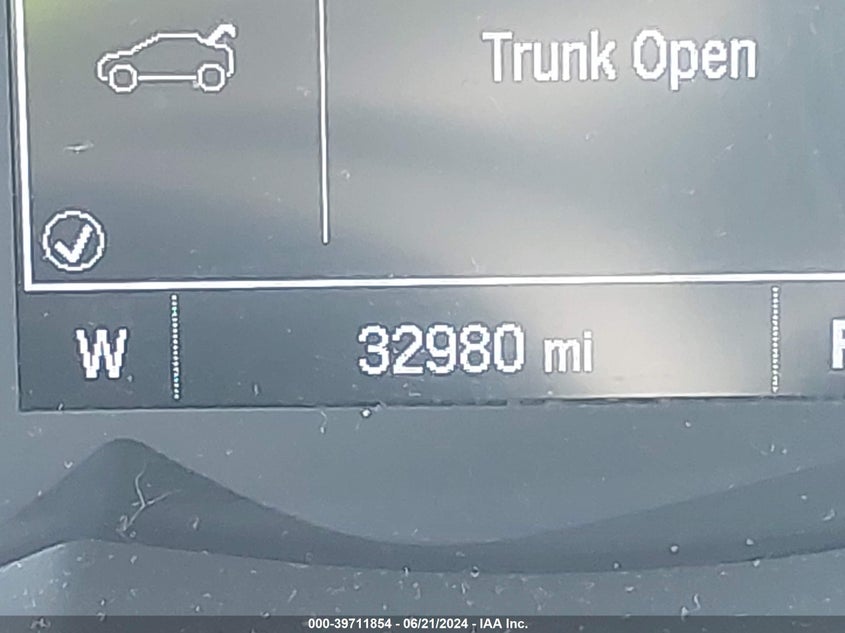 Trunk Open
W 32980 mi
000-39711854 - 06/21/2024 - IAA Inc.